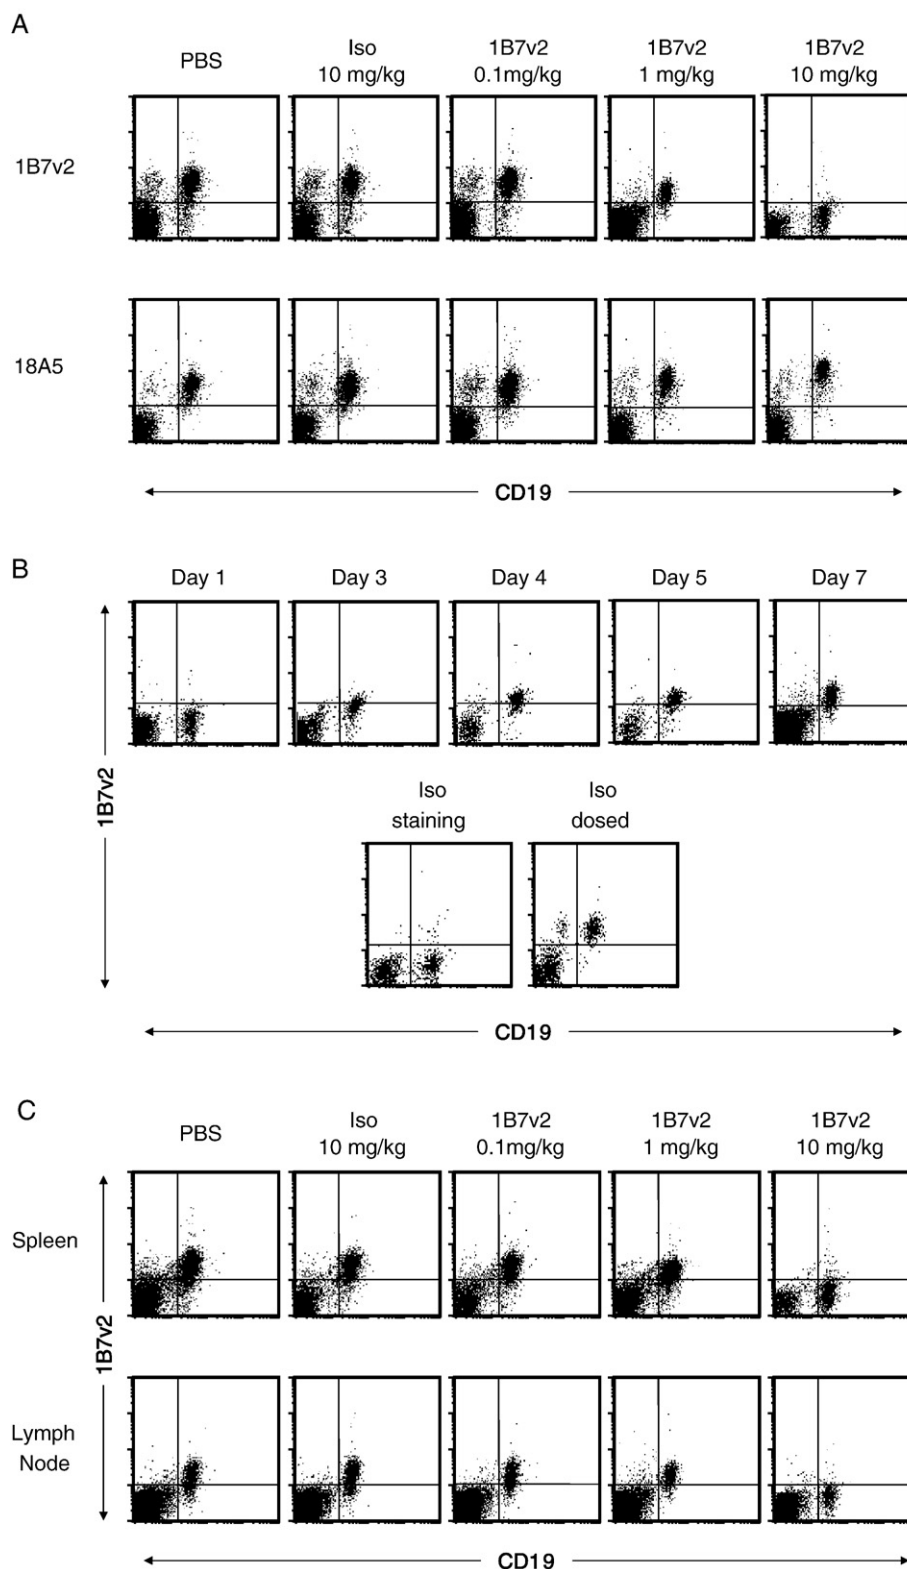 A
PBS
Iso
10 mg/kg
1B7v2
0.1mg/kg
1B7v2
1 mg/kg
1B7v2
10 mg/kg
1B7v2
18A5
CD19
B
Day 1
Day 3
Day 4
Day 5
Day 7
1B7v2
Iso
staining
Iso
dosed
CD19
C
PBS
Iso
10 mg/kg
1B7v2
0.1mg/kg
1B7v2
1 mg/kg
1B7v2
10 mg/kg
Spleen
1B7v2
Lymph
Node
CD19